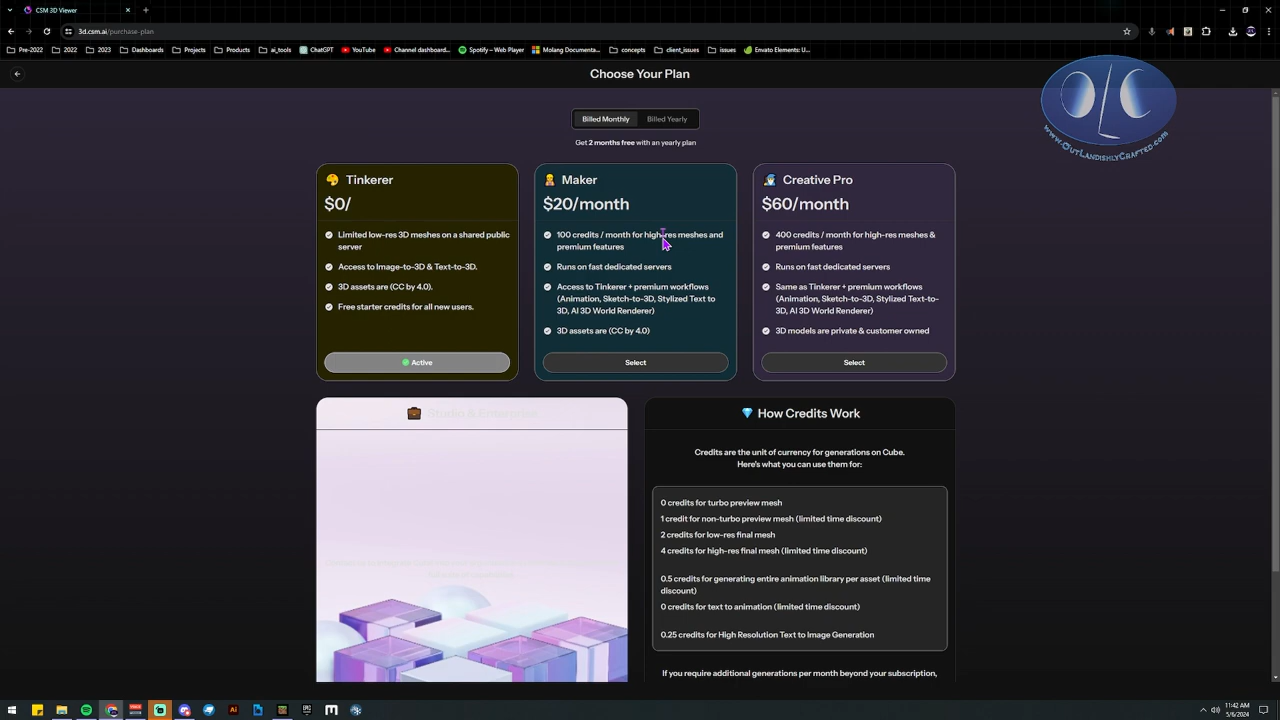 CSM 3D Viewer
3d.csm.ai/purchase-plan
Pre-2022
2022
2023
Dashboards
Projects
Products
ai_tools
ChatGPT
YouTube
Channel dashboard...
Spotify – Web Player
Molang Documenta...
concepts
client_issues
issues
Envato Elements: U...
Choose Your Plan
O/C
www.OutLandishlyCrafted.com
Billed Monthly
Billed Yearly
Get 2 months free with an yearly plan
Tinkerer
$0/
Limited low-res 3D meshes on a shared public
server
Access to Image-to-3D & Text-to-3D.
3D assets are (CC by 4.0).
Free starter credits for all new users.
Active
Maker
$20/month
100 credits / month for high-res meshes and
premium features
Runs on fast dedicated servers
Access to Tinkerer + premium workflows
(Animation, Sketch-to-3D, Stylized Text to
3D, AI 3D World Renderer)
3D assets are (CC by 4.0)
Select
Creative Pro
$60/month
400 credits / month for high-res meshes &
premium features
Runs on fast dedicated servers
Same as Tinkerer + premium workflows
(Animation, Sketch-to-3D, Stylized Text-to-
3D, AI 3D World Renderer)
3D models are private & customer owned
Select
Studio & Enterprise
How Credits Work
Credits are the unit of currency for generations on Cube.
Here's what you can use them for:
0 credits for turbo preview mesh
1 credit for non-turbo preview mesh (limited time discount)
2 credits for low-res final mesh
4 credits for high-res final mesh (limited time discount)
0.5 credits for generating entire animation library per asset (limited time
discount)
0 credits for text to animation (limited time discount)
0.25 credits for High Resolution Text to Image Generation
If you require additional generations per month beyond your subscription,
11:42 AM
5/6/2024